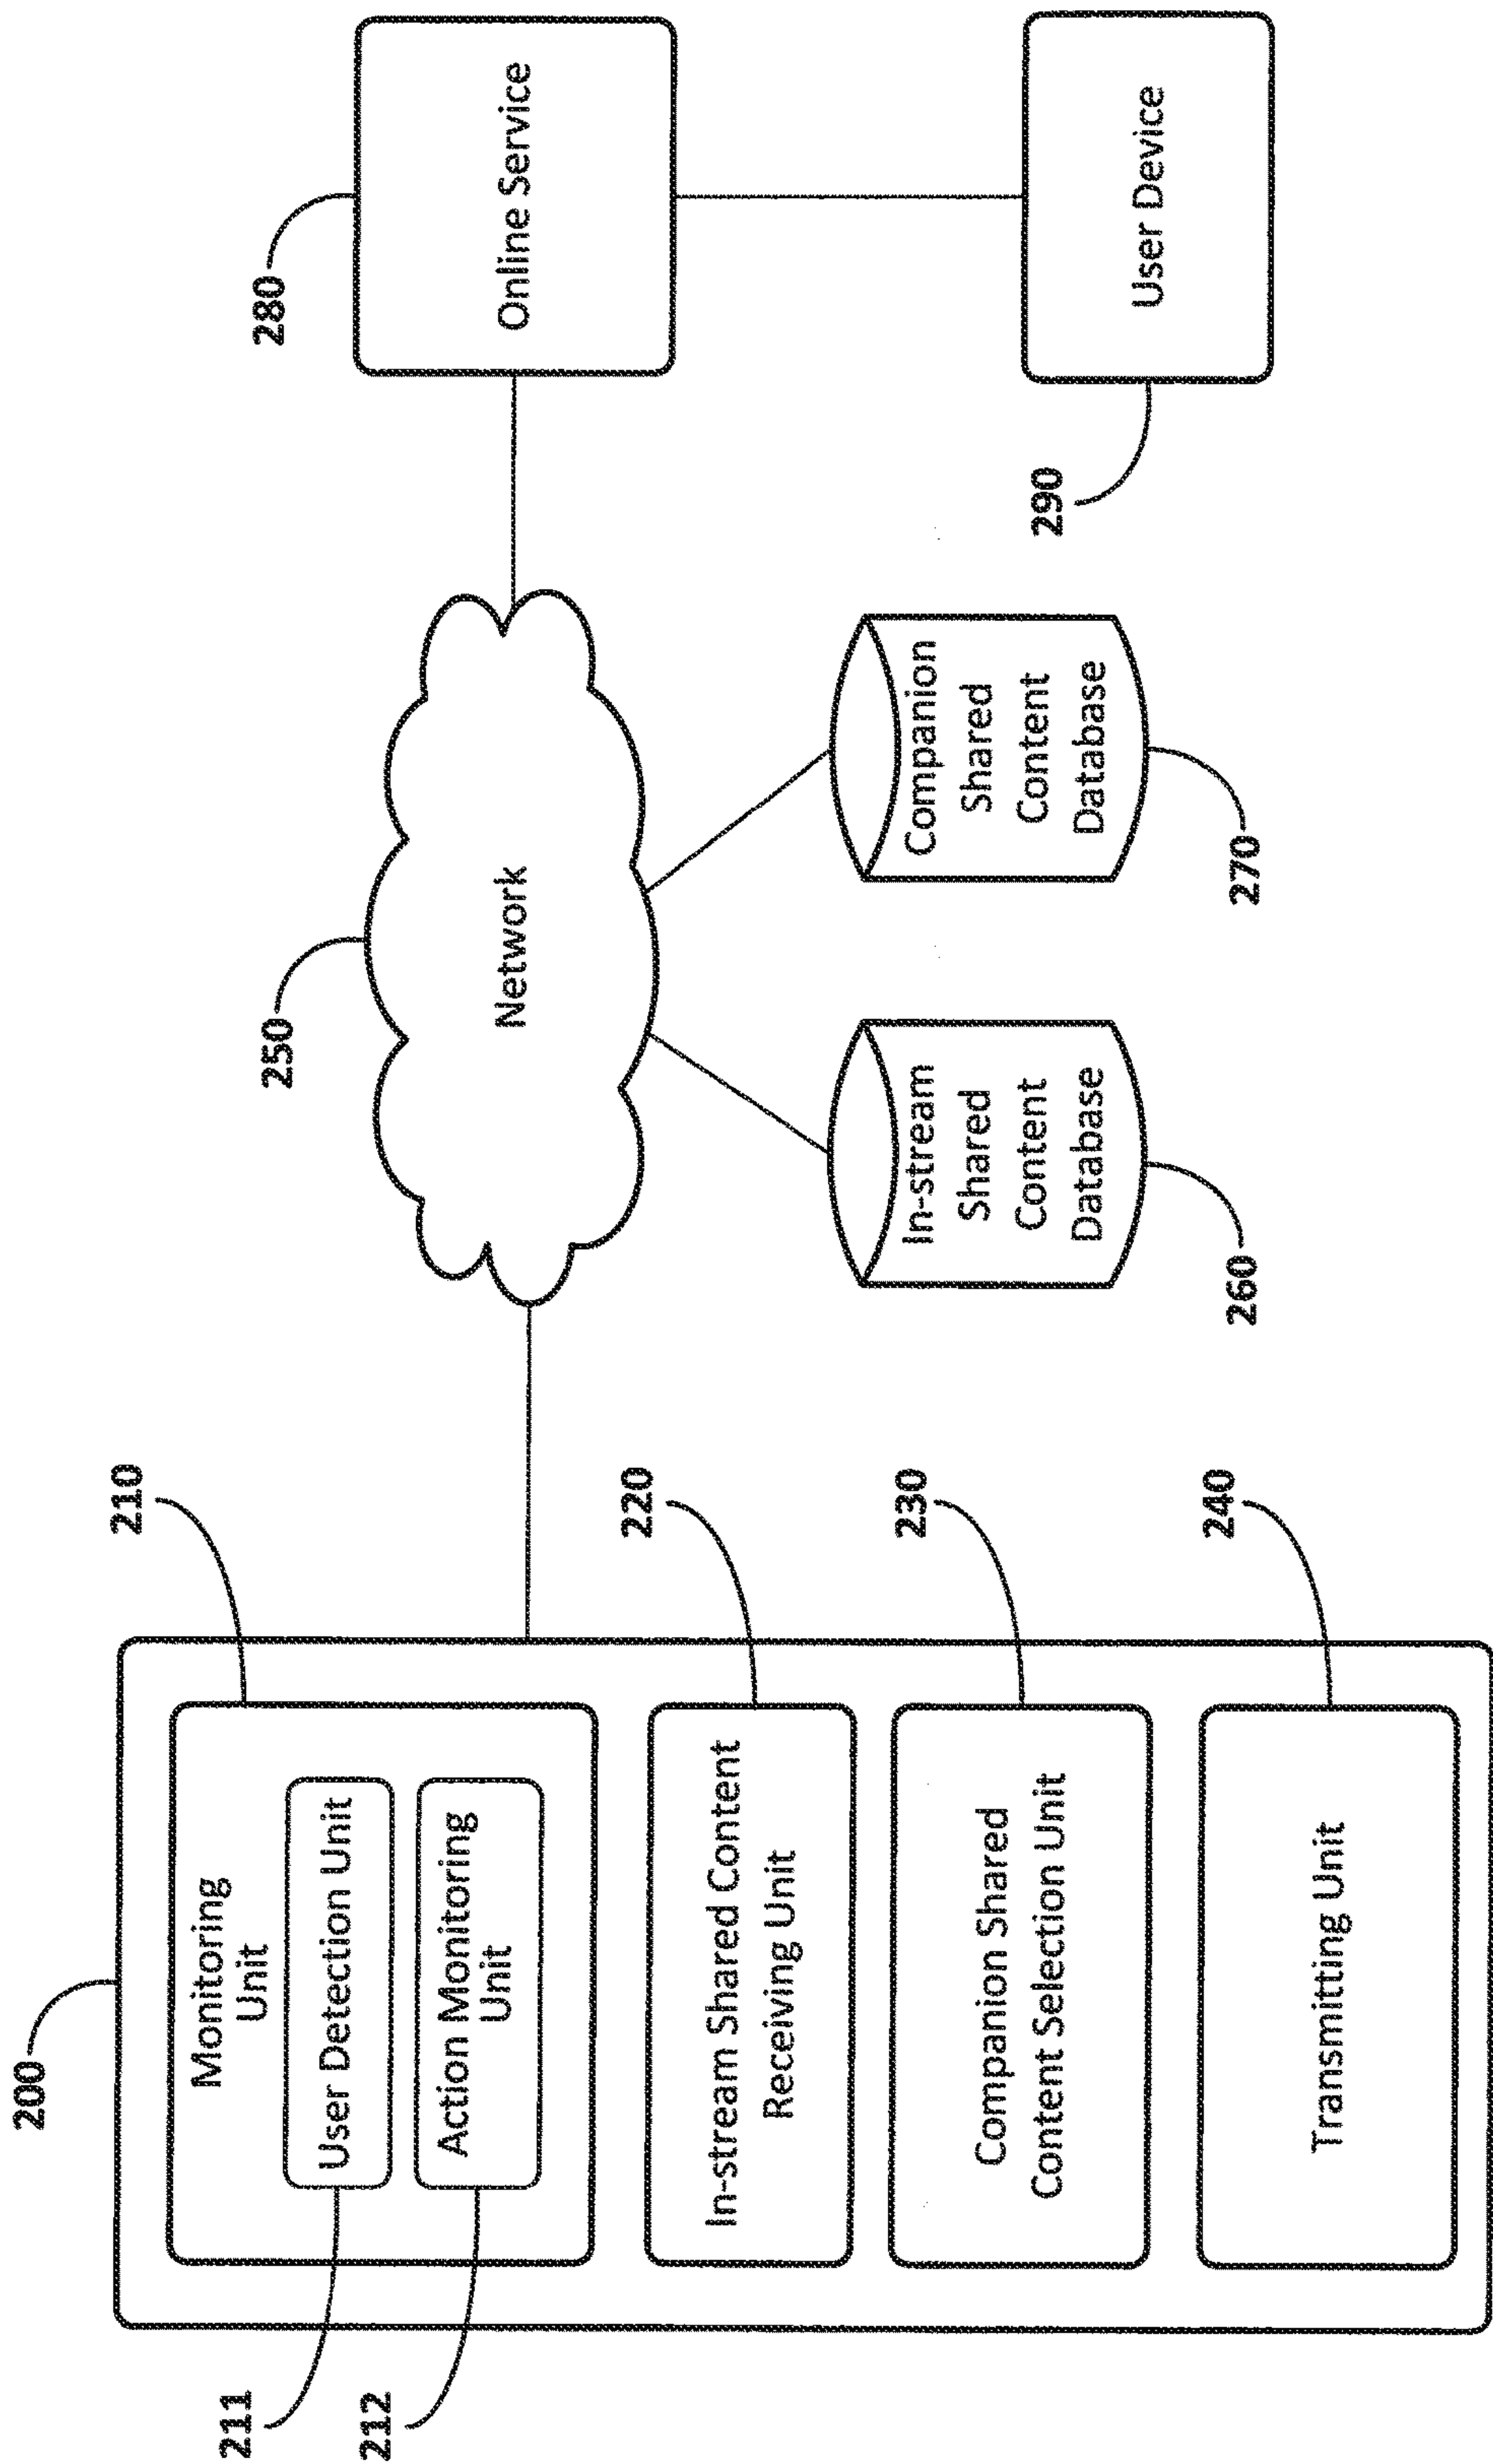 200
210
Monitoring
Unit
User Detection Unit
211
Action Monitoring
Unit
212
In-stream Shared Content
Receiving Unit
220
Companion Shared
Content Selection Unit
230
Transmitting Unit
240
250
Network
In-stream
Shared
Content
Database
260
Companion
Shared
Content
Database
270
280
Online Service
290
User Device